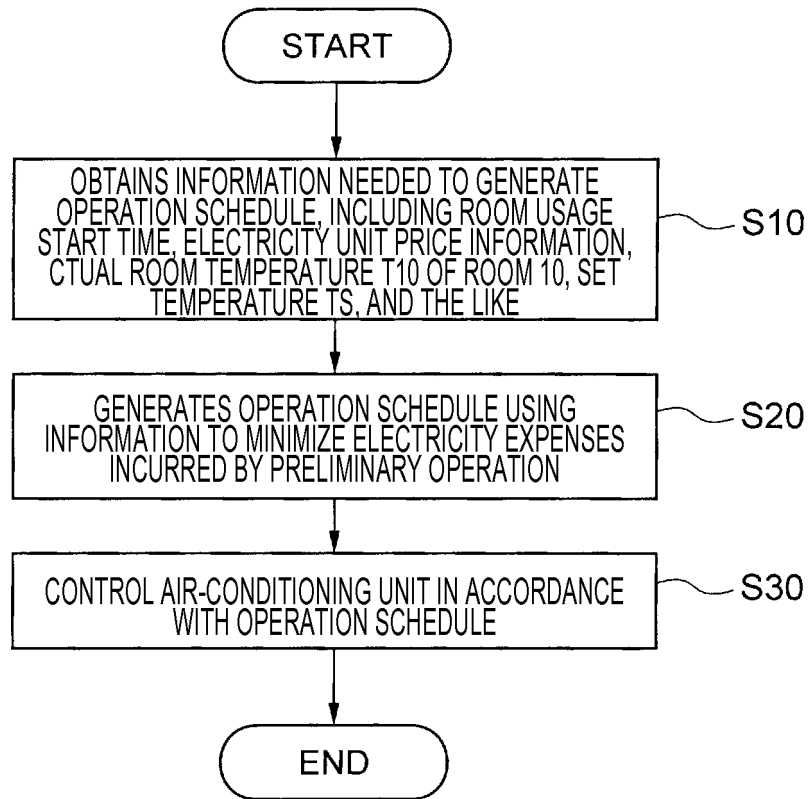 START
OBTAINS INFORMATION NEEDED TO GENERATE
OPERATION SCHEDULE, INCLUDING ROOM USAGE
START TIME, ELECTRICITY UNIT PRICE INFORMATION,
CTUAL ROOM TEMPERATURE T10 OF ROOM 10, SET
TEMPERATURE TS, AND THE LIKE
S10
GENERATES OPERATION SCHEDULE USING
INFORMATION TO MINIMIZE ELECTRICITY EXPENSES
INCURRED BY PRELIMINARY OPERATION
S20
CONTROL AIR-CONDITIONING UNIT IN ACCORDANCE
WITH OPERATION SCHEDULE
S30
END